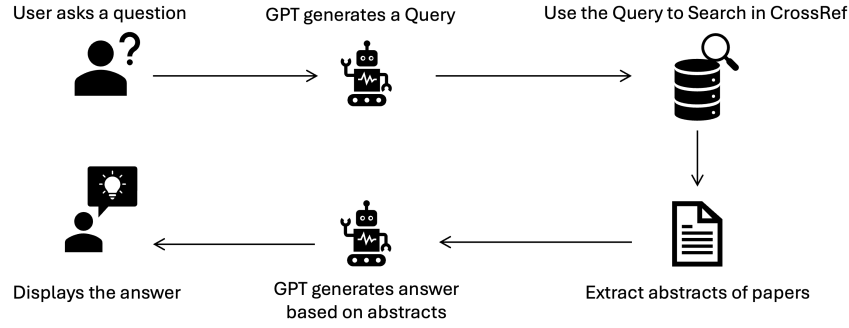 User asks a question
GPT generates a Query
Use the Query to Search in CrossRef
?
Displays the answer
GPT generates answer
based on abstracts
Extract abstracts of papers